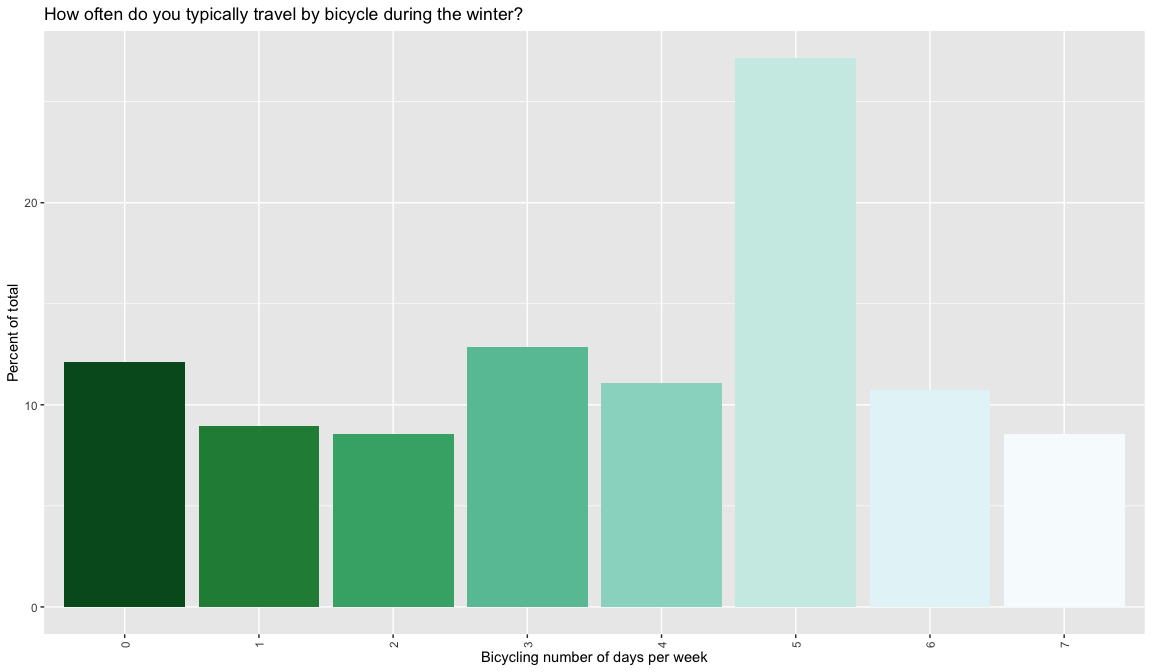 How often do you typically travel by bicycle during the winter?
Percent of total
20
10
0
0 1 2 3 4 5 6 7
Bicycling number of days per week